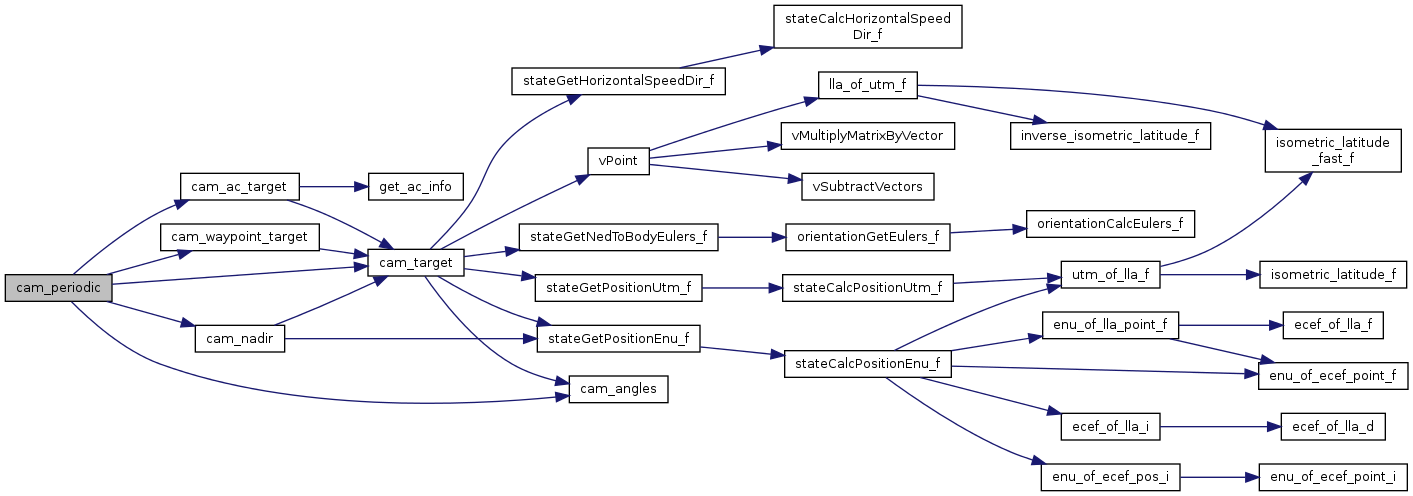 stateCalcHorizontalSpeed
Dir_f
stateGetHorizontalSpeedDir_f
lla_of_utm_f
vMultiplyMatrixByVector
inverse_isometric_latitude_f
isometric_latitude
_fast_f
vPoint
vSubtractVectors
cam_ac_target
get_ac_info
cam_waypoint_target
stateGetNedToBodyEulers_f
orientationGetEulers_f
orientationCalcEulers_f
cam_target
cam_periodic
stateGetPositionUtm_f
stateCalcPositionUtm_f
utm_of_lla_f
isometric_latitude_f
cam_nadir
stateGetPositionEnu_f
enu_of_lla_point_f
ecef_of_lla_f
stateCalcPositionEnu_f
enu_of_ecef_point_f
cam_angles
ecef_of_lla_i
ecef_of_lla_d
enu_of_ecef_pos_i
enu_of_ecef_point_i